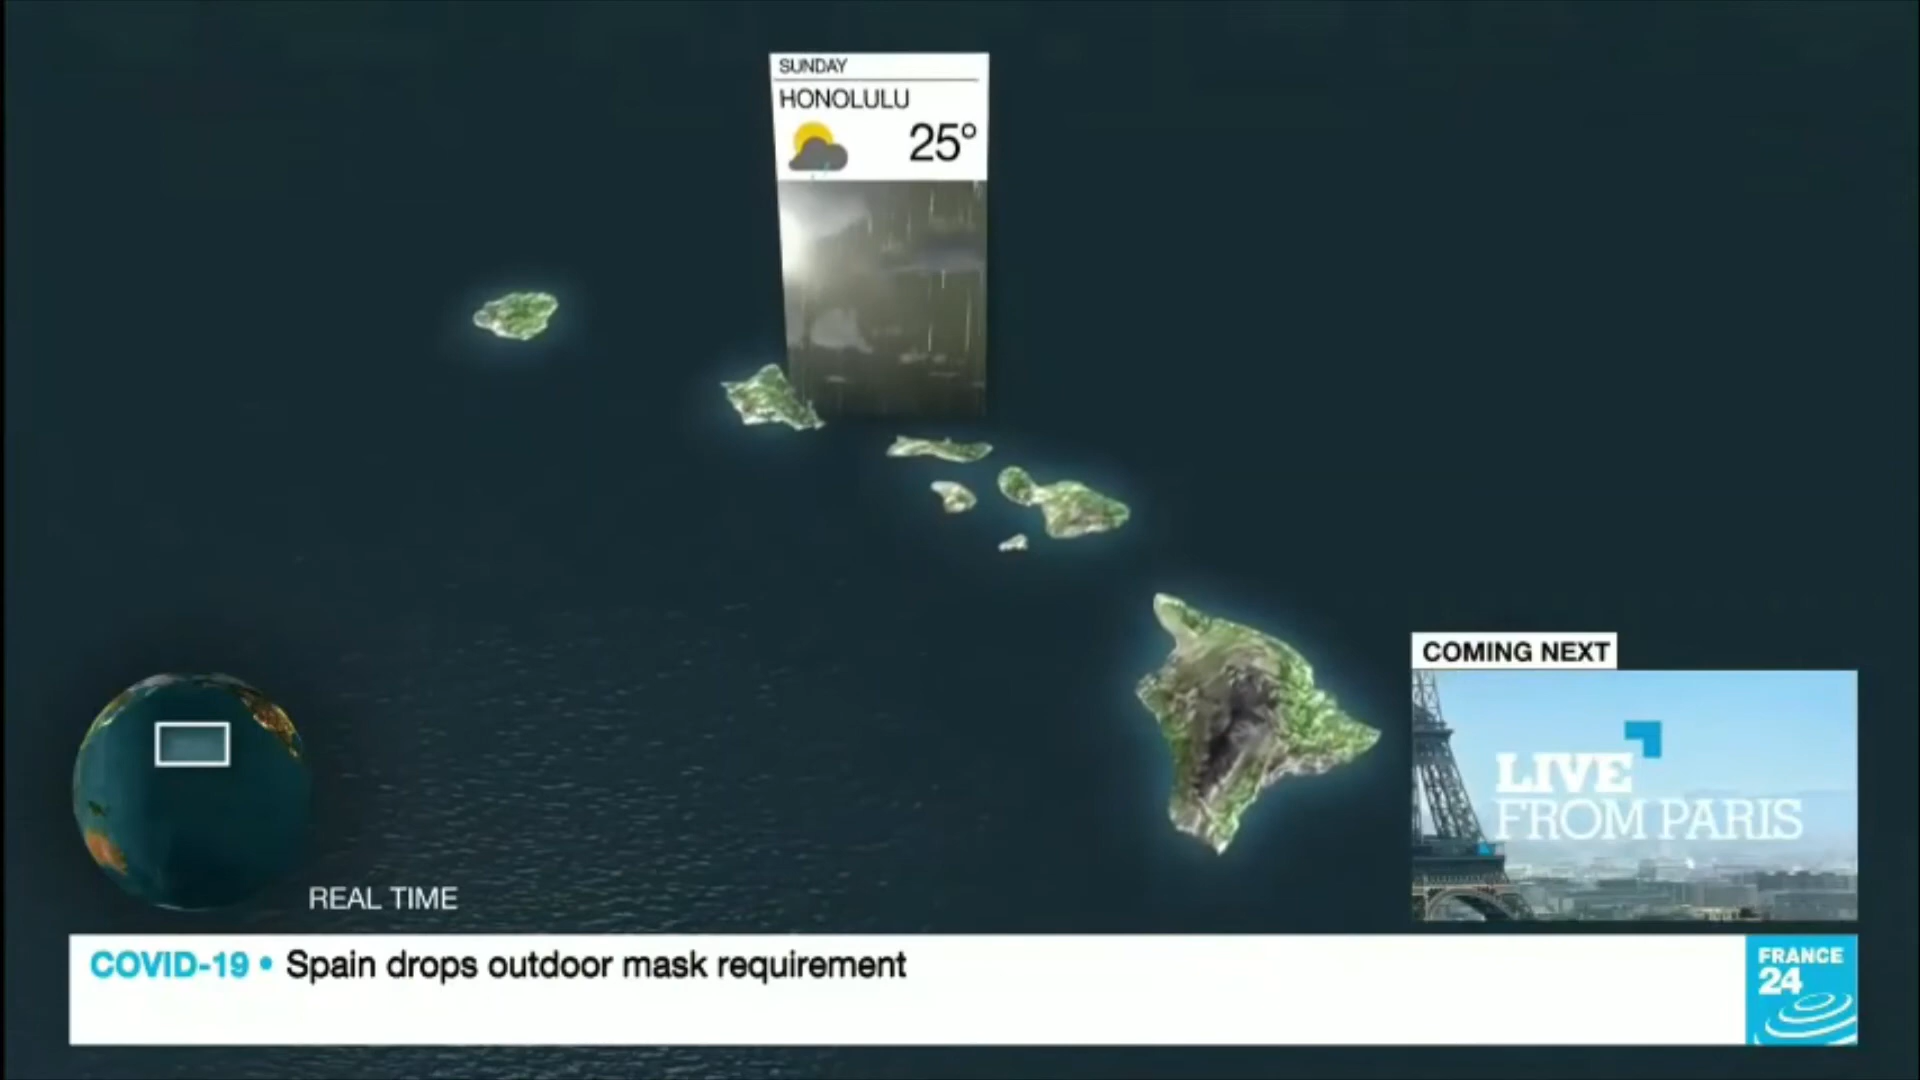 SUNDAY
HONOLULU
25°
COMING NEXT
LIVE
FROM PARIS
REAL TIME
COVID-19 • Spain drops outdoor mask requirement
FRANCE
24